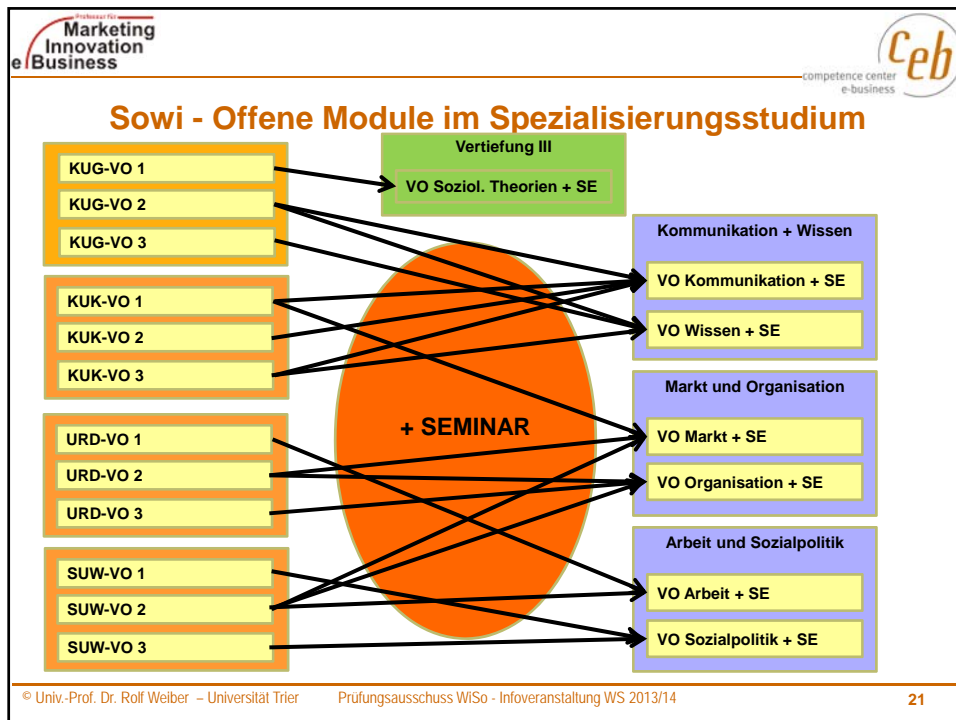 Professur für
Marketing
Innovation
e Business
ceb
competence center
e-business
Sowi - Offene Module im Spezialisierungsstudium
KUG-VO 1
KUG-VO 2
KUG-VO 3
KUK-VO 1
KUK-VO 2
KUK-VO 3
URD-VO 1
URD-VO 2
URD-VO 3
SUW-VO 1
SUW-VO 2
SUW-VO 3
+ SEMINAR
Vertiefung III
VO Soziol. Theorien + SE
Kommunikation + Wissen
VO Kommunikation + SE
VO Wissen + SE
Markt und Organisation
VO Markt + SE
VO Organisation + SE
Arbeit und Sozialpolitik
VO Arbeit + SE
VO Sozialpolitik + SE
© Univ.-Prof. Dr. Rolf Weiber – Universität Trier Prüfungsausschuss WiSo - Infoveranstaltung WS 2013/14 21